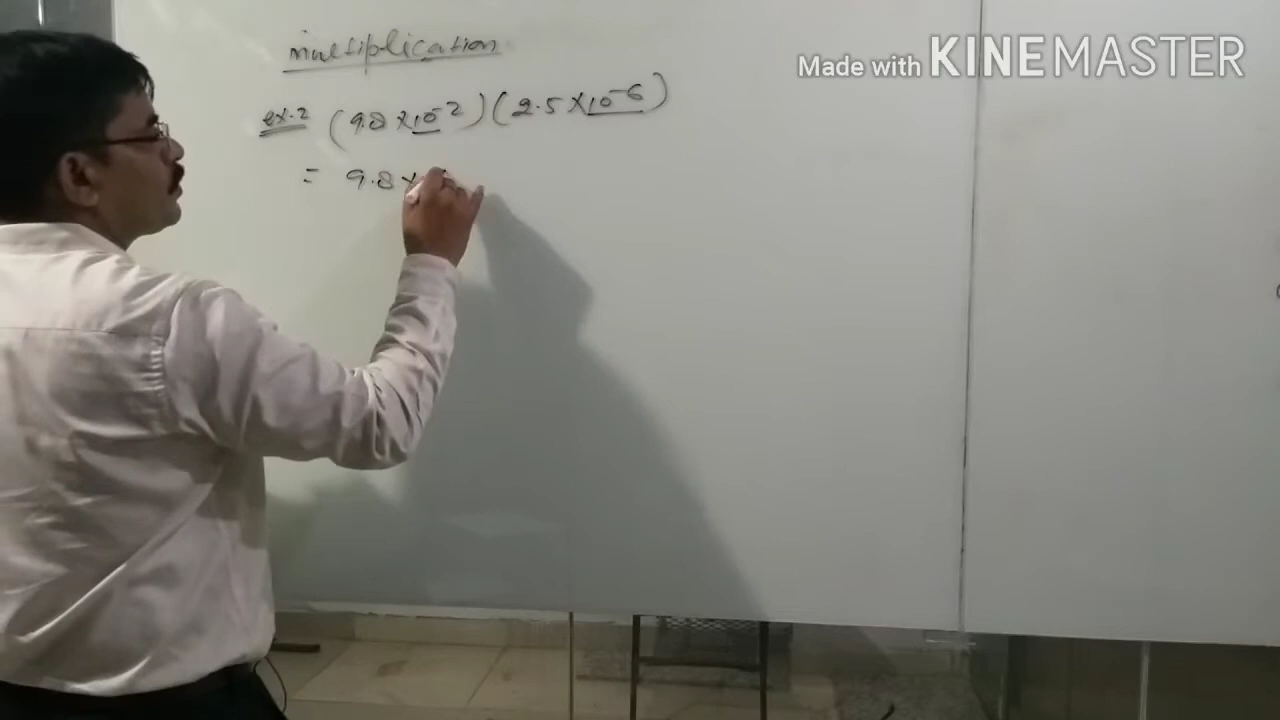 multiplication
Made with KINEMASTER
ex.2 (9.8 × 10⁻²) (2.5 × 10⁻⁶)
= 9.8 ×